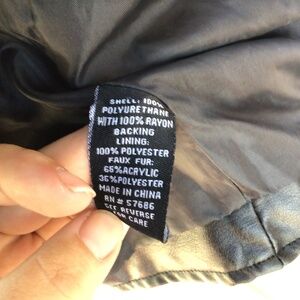 SHELL: 100%
POLYURETHANE
WITH 100% RAYON
BACKING
LINING:
100% POLYESTER
FAUX FUR:
65% ACRYLIC
35% POLYESTER
MADE IN CHINA
RN # 57686
SEE REVERSE
FOR CARE